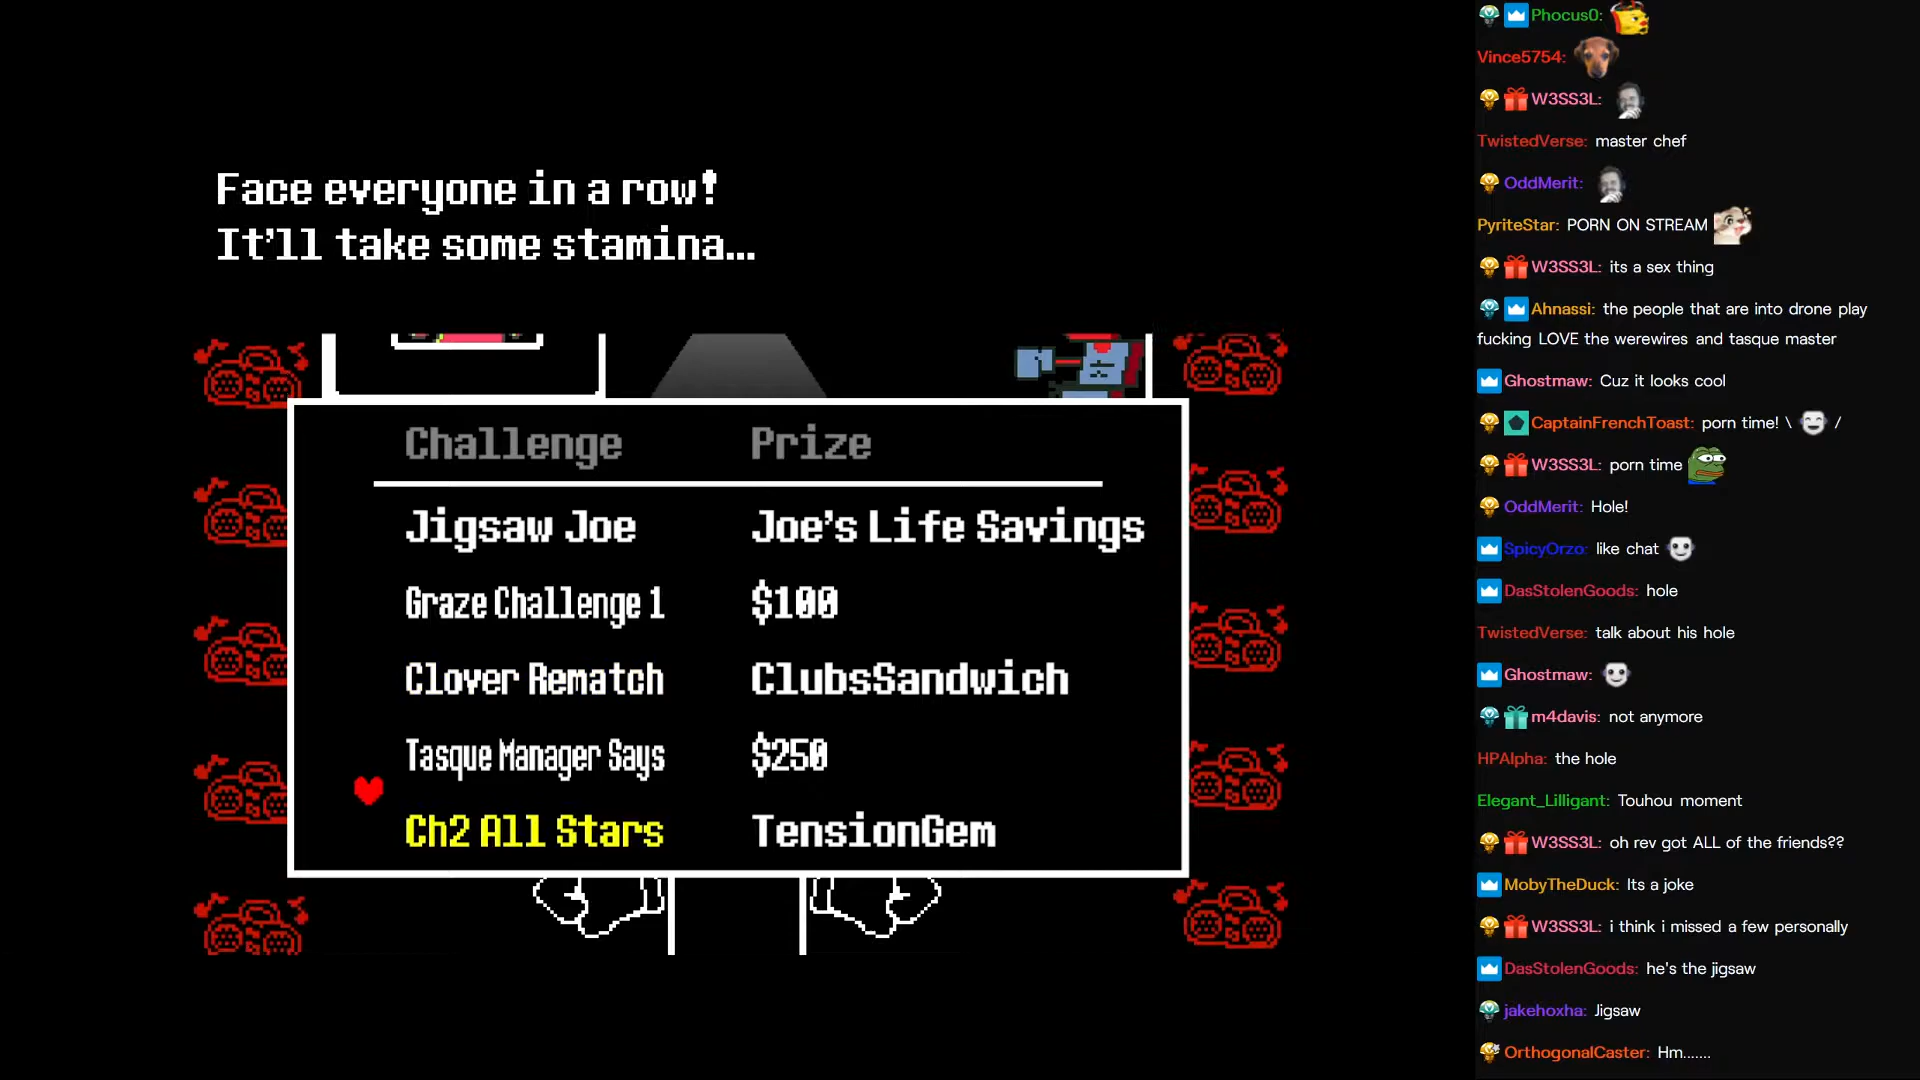 Face everyone in a row!
It'll take some stamina...
Challenge Prize
Jigsaw Joe Joe's Life Savings
Graze Challenge 1 $100
Clover Rematch ClubsSandwich
Tasque Manager Says $250
Ch2 All Stars TensionGem
Phocus0:
Vince5754:
W3SS3L:
TwistedVerse: master chef
OddMerit:
PyriteStar: PORN ON STREAM
W3SS3L: its a sex thing
Ahnassi: the people that are into drone play
fucking LOVE the werewires and tasque master
Ghostmaw: Cuz it looks cool
CaptainFrenchToast: porn time! \ /
W3SS3L: porn time
OddMerit: Hole!
SpicyOrzo: like chat
DasStolenGoods: hole
TwistedVerse: talk about his hole
Ghostmaw:
m4davis: not anymore
HPAlpha: the hole
Elegant_Lilligant: Touhou moment
W3SS3L: oh rev got ALL of the friends??
MobyTheDuck: Its a joke
W3SS3L: i think i missed a few personally
DasStolenGoods: he's the jigsaw
jakehoxha: Jigsaw
OrthogonalCaster: Hm.......